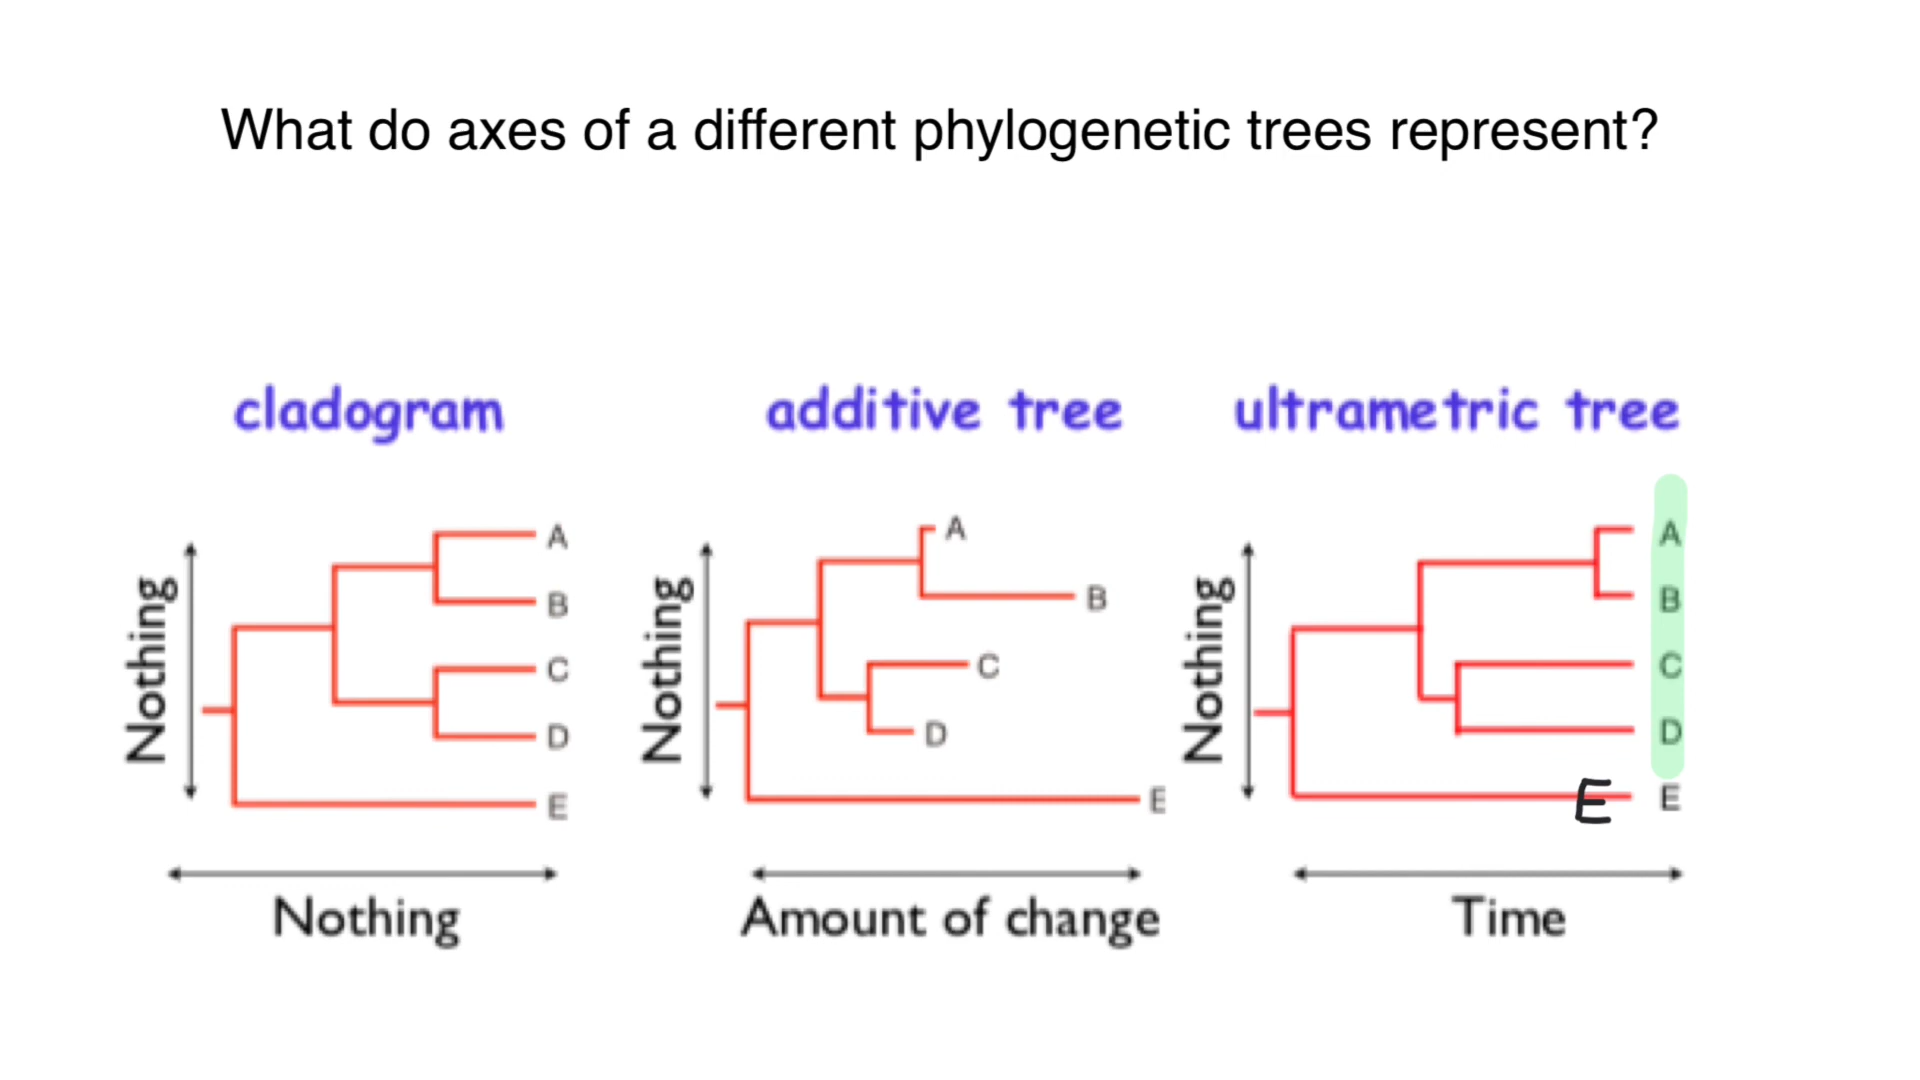 What do axes of a different phylogenetic trees represent?
cladogram
Nothing
A
B
C
D
E
Nothing
additive tree
Nothing
A
B
C
D
E
Amount of change
ultrametric tree
Nothing
A
B
C
D
E
E
Time